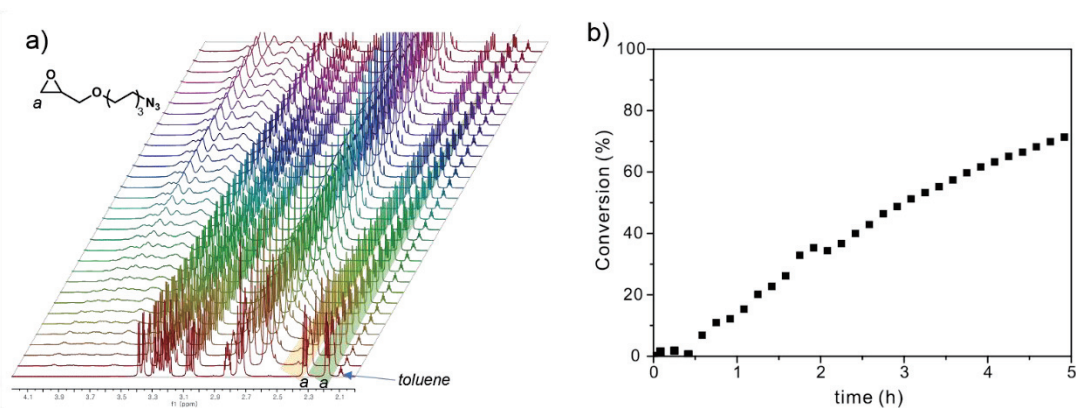 a)
O
a
O
3
N₃
a a
toluene
4.1 3.9 3.7 3.5 3.3 3.1 2.9 2.7 2.5 2.3 2.1
f1 (ppm)
b)
Conversion (%)
100
80
60
40
20
0
0 1 2 3 4 5
time (h)